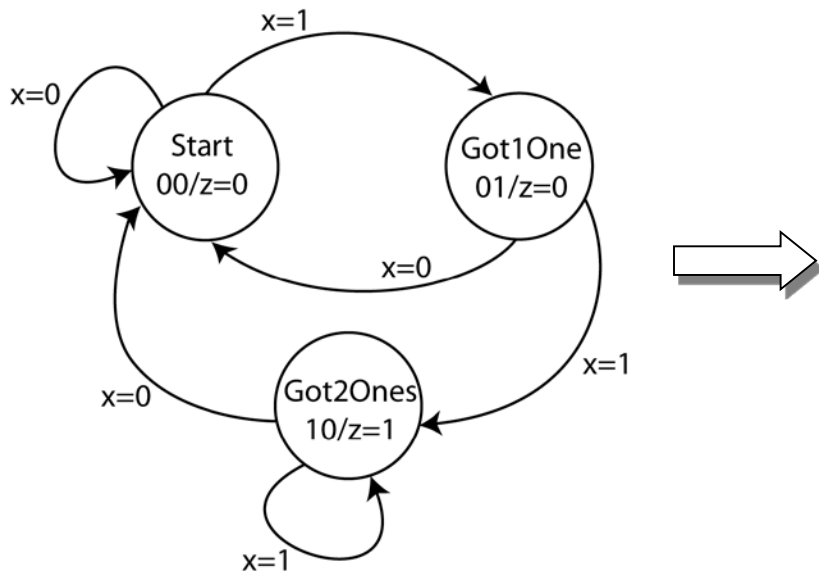 x=1
x=0
Start
00/z=0
Got1One
01/z=0
x=0
x=1
x=0
Got2Ones
10/z=1
x=1